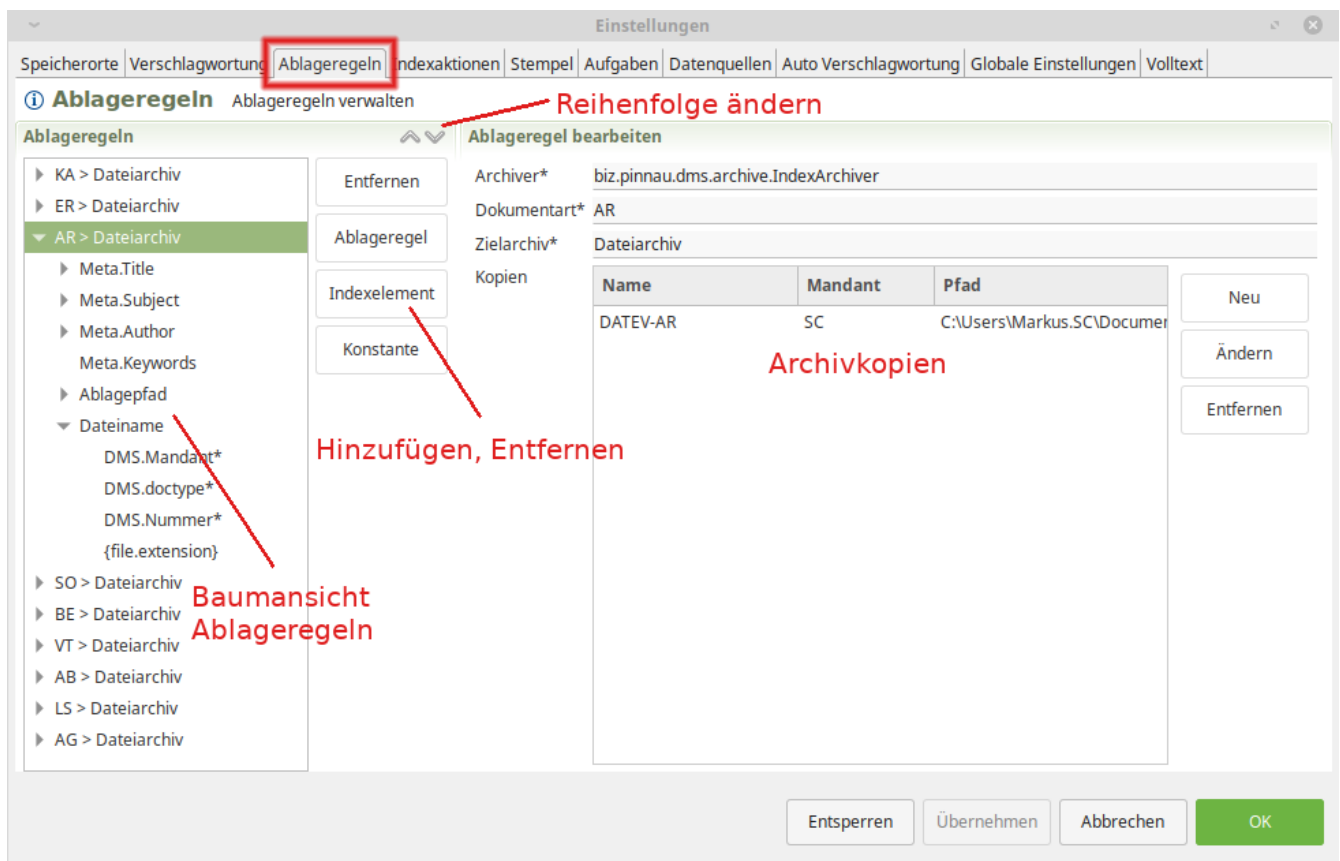 Einstellungen
Speicherorte Verschlagwortung Ablageregeln Indexaktionen Stempel Aufgaben Datenquellen Auto Verschlagwortung Globale Einstellungen Volltext
Ablageregeln Ablageregeln verwalten
Reihenfolge ändern
Ablageregeln
Ablageregel bearbeiten
KA > Dateiarchiv
ER > Dateiarchiv
AR > Dateiarchiv
Meta.Title
Meta.Subject
Meta.Author
Meta.Keywords
Ablagepfad
Dateiname
DMS.Mandant*
DMS.doctype*
DMS.Nummer*
{file.extension}
SO > Dateiarchiv
BE > Dateiarchiv
VT > Dateiarchiv
AB > Dateiarchiv
LS > Dateiarchiv
AG > Dateiarchiv
Baumansicht
Ablageregeln
Entfernen
Ablageregel
Indexelement
Konstante
Hinzufügen, Entfernen
Archiver* biz.pinnau.dms.archive.IndexArchiver
Dokumentart* AR
Zielarchiv* Dateiarchiv
Kopien
Name Mandant Pfad
DATEV-AR SC C:\Users\Markus.SC\Documer
Archivkopien
Neu
Ändern
Entfernen
Entsperren Übernehmen Abbrechen OK